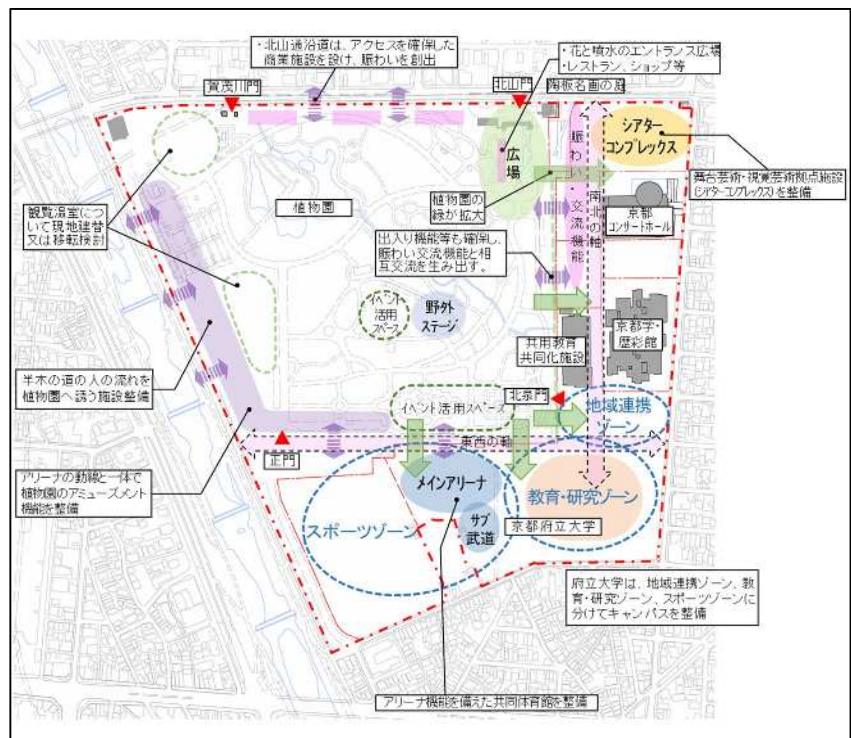 ・北山通沿道は、アクセスを確保した
商業施設を設け、賑わいを創出
・花と噴水のエントランス広場
・レストラン、ショップ等
賀茂川門
北山門
陶板名画の庭
シアター
コンプレックス
広場
賑わい・交流機能
南北の軸
舞台芸術・視覚芸術拠点施設
(シアターコンプレックス)を整備
植物園の
緑が拡大
植物園
京都
コンサートホール
観覧温室につ
いて現地建替
又は移転検討
出入り機能等も確保し、
賑わい交流機能と相
互交流を生み出す。
イベント
活用
スペース
野外
ステージ
京都学・
歴彩館
共用教育
共同化施設
半木の道の人の流れを
植物園へ誘う施設整備
北泉門
イベント活用スペース
地域連携
ゾーン
東西の軸
正門
アリーナの動線と一体で
植物園のアミューズメント
機能を整備
メインアリーナ
教育・研究ゾーン
スポーツゾーン
サブ
武道
京都府立大学
府立大学は、地域連携ゾーン、教
育・研究ゾーン、スポーツゾーンに
分けてキャンパスを整備
アリーナ機能を備えた共同体育館を整備